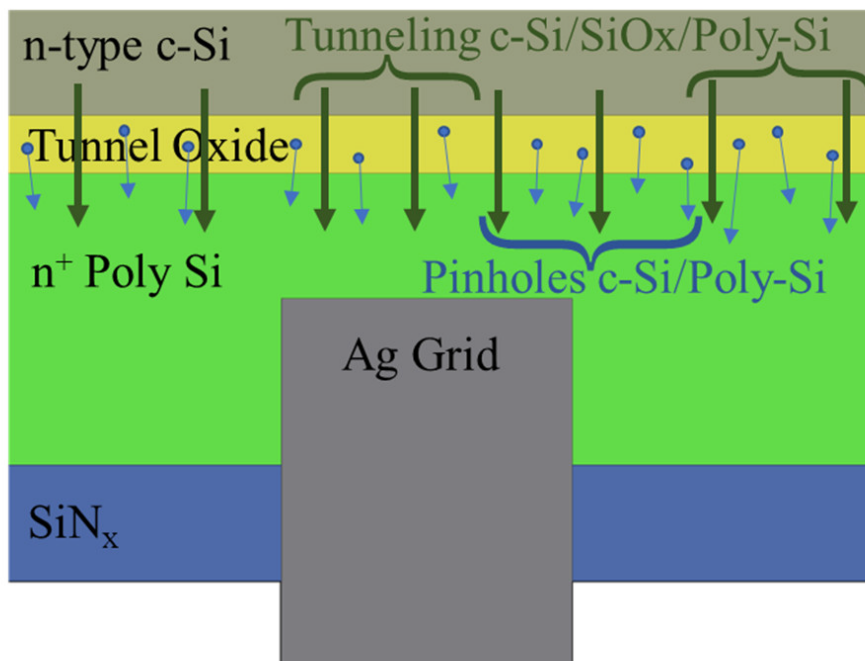 n-type c-Si
Tunneling c-Si/SiOx/Poly-Si
Tunnel Oxide
n⁺ Poly Si
Pinholes c-Si/Poly-Si
Ag Grid
SiNₓ